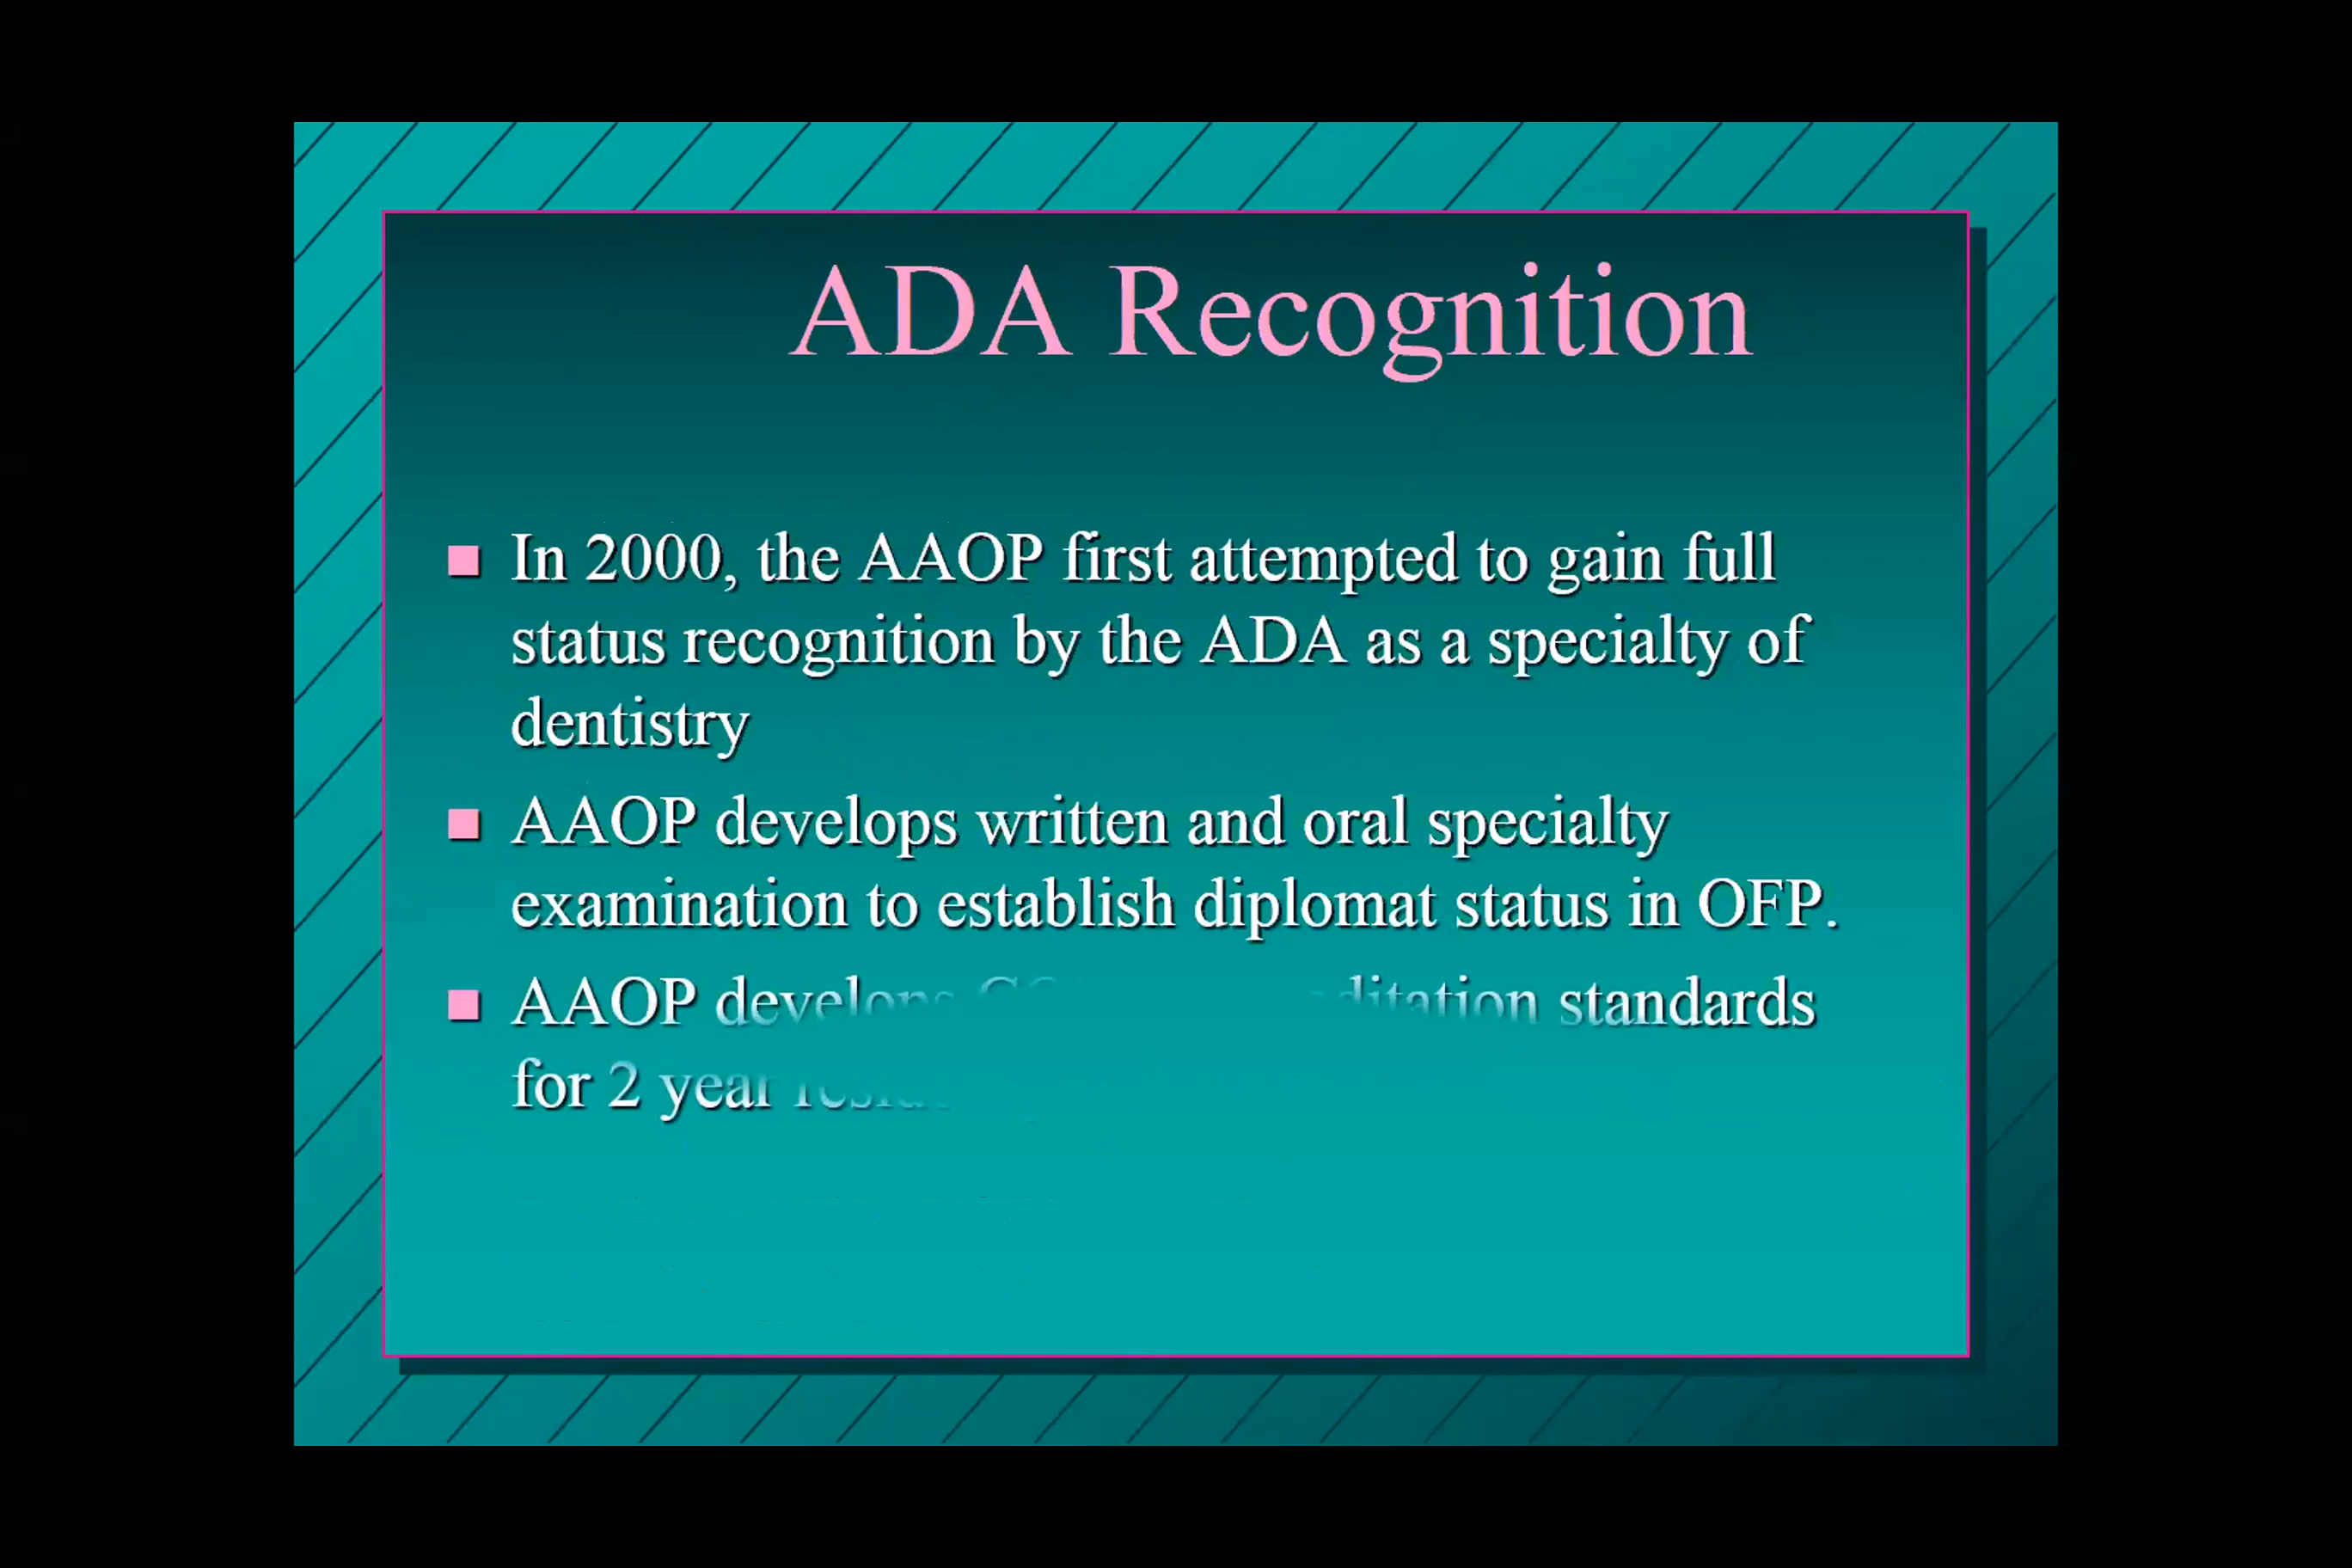 ADA Recognition
In 2000, the AAOP first attempted to gain full
status recognition by the ADA as a specialty of
dentistry
AAOP develops written and oral specialty
examination to establish diplomat status in OFP.
AAOP develops standards
for 2 year